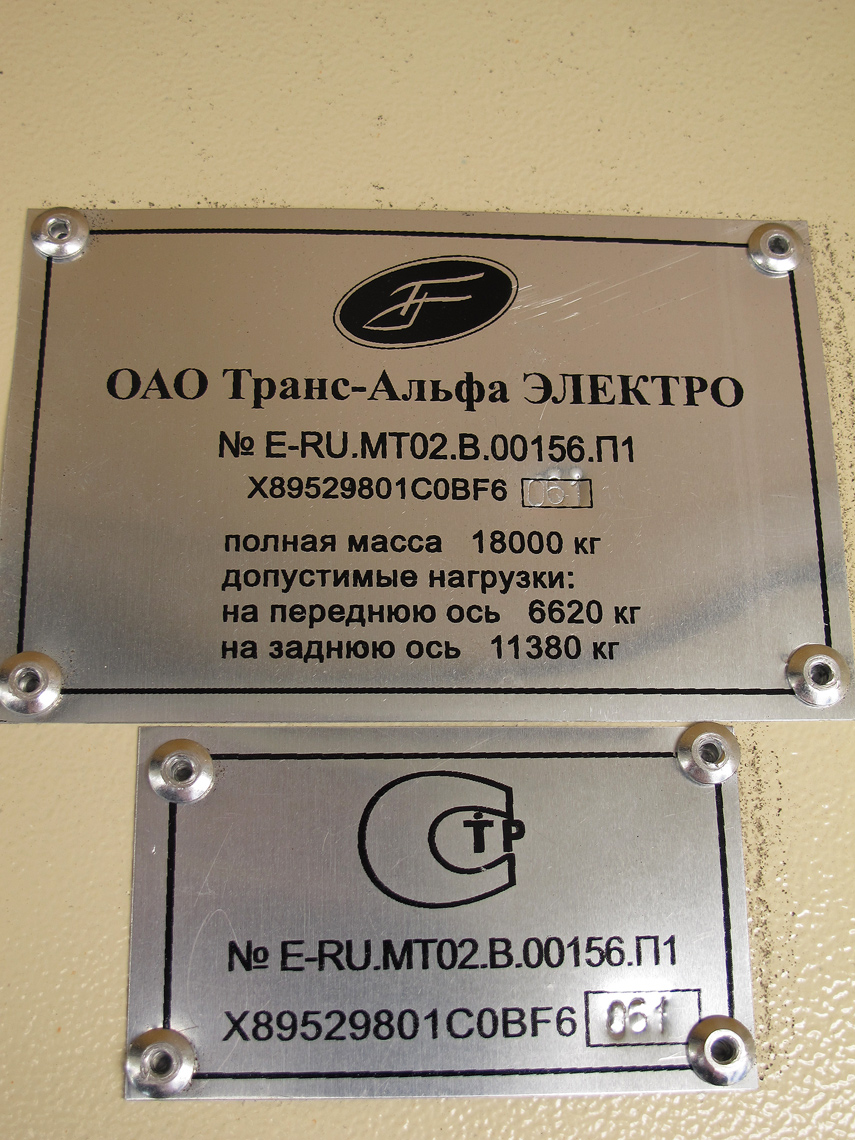 ОАО Транс-Альфа ЭЛЕКТРО
№ E-RU.MT02.B.00156.П1
X89529801C0BF6 061
полная масса 18000 кг
допустимые нагрузки:
на переднюю ось 6620 кг
на заднюю ось 11380 кг
СТР
№ E-RU.MT02.B.00156.П1
X89529801C0BF6 061